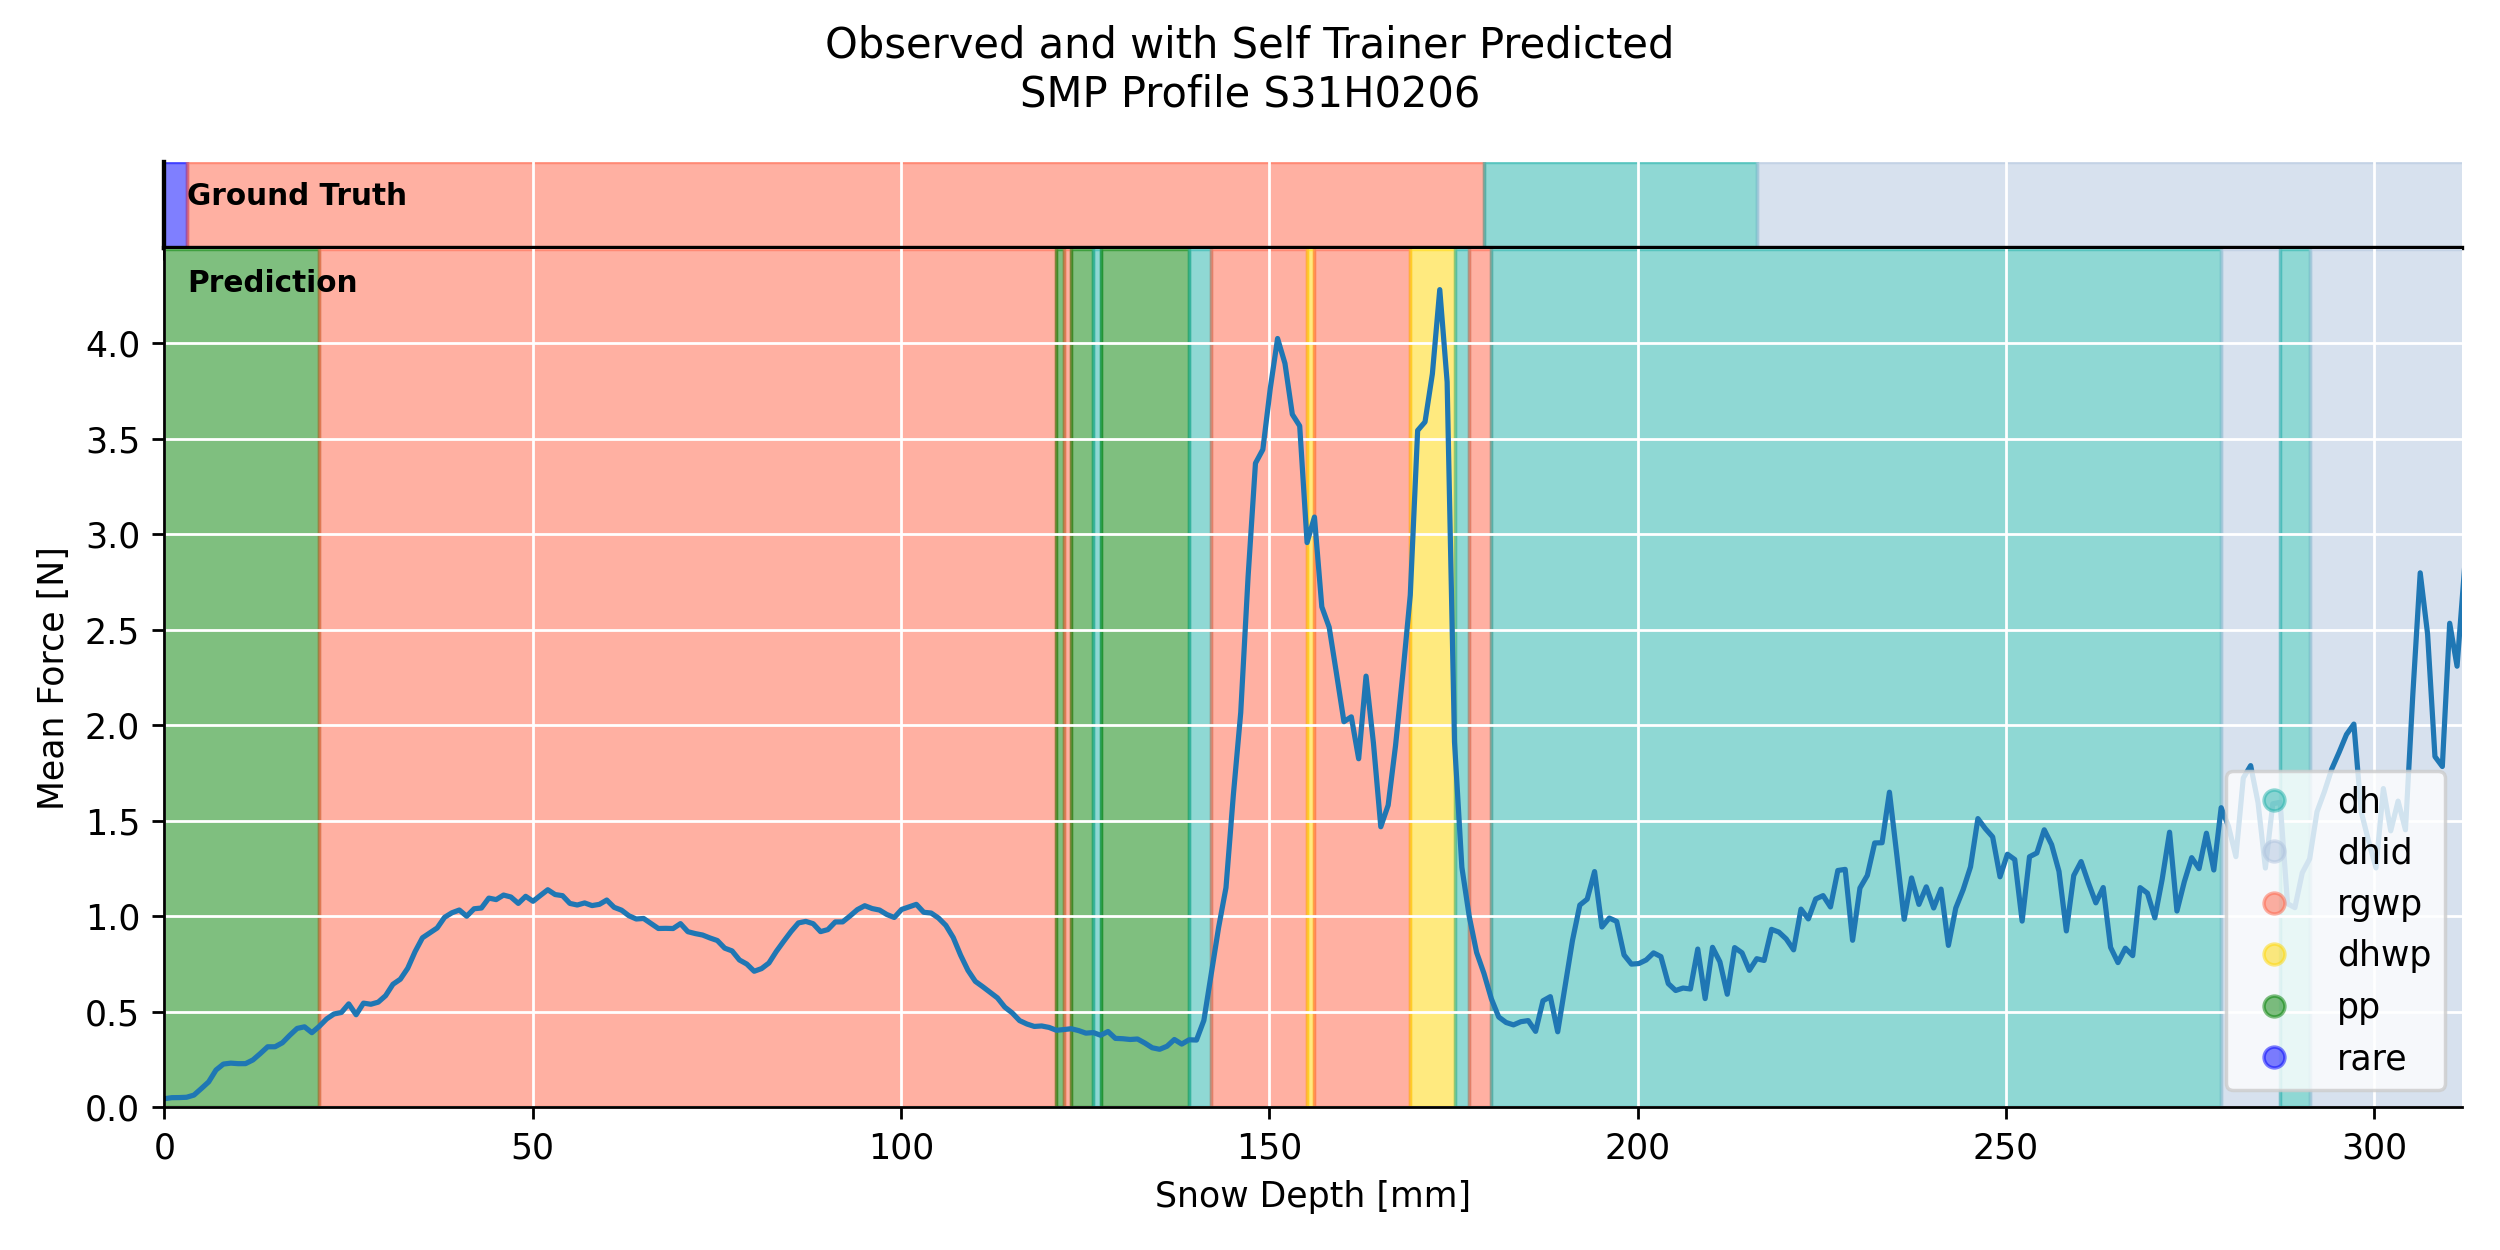 Observed and with Self Trainer Predicted
SMP Profile S31H0206
Ground Truth
Prediction
4.0
3.5
3.0
2.5
2.0
1.5
1.0
0.5
0.0
Mean Force [N]
dh
dhid
rgwp
dhwp
pp
rare
0 50 100 150 200 250 300
Snow Depth [mm]